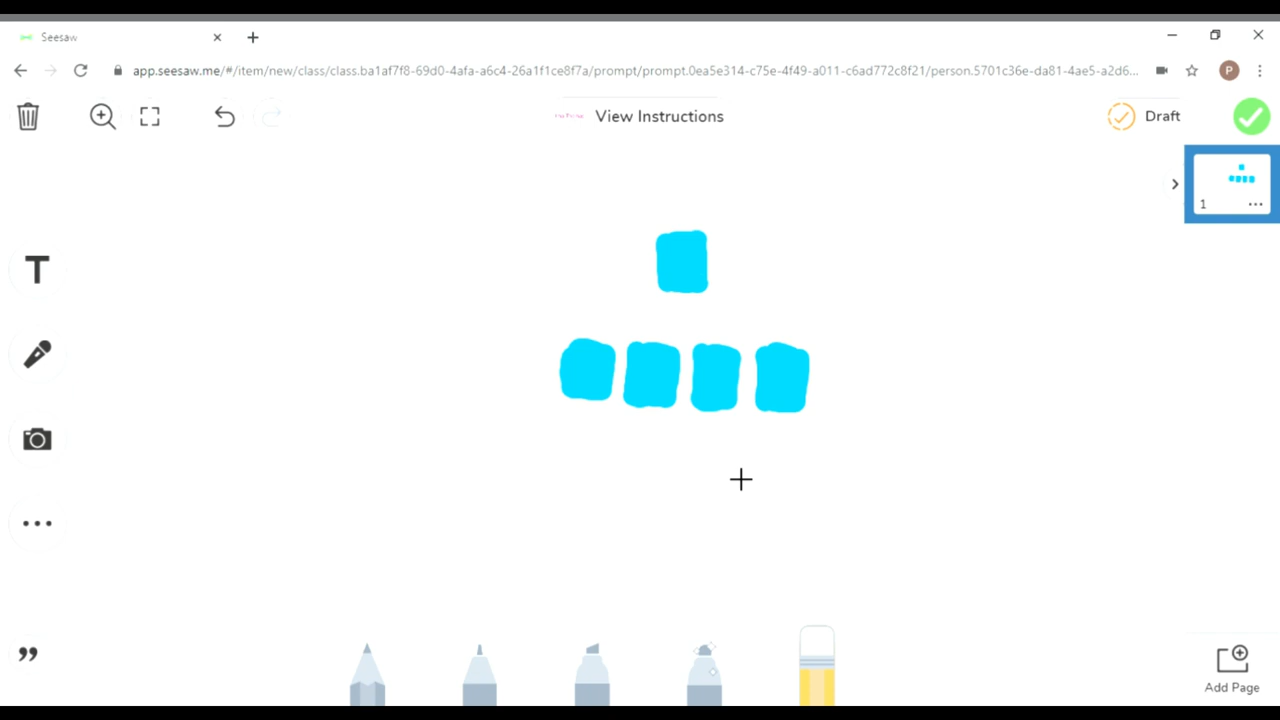 Seesaw
app.seesaw.me/#/item/new/class/class.ba1af7f8-69d0-4afa-a6c4-26a1f1ce8f7a/prompt/prompt.0ea5e314-c75e-4f49-a011-c6ad772c8f21/person.5701c36e-da81-4ae5-a2d6...
P
View Instructions
Draft
1
T
Add Page